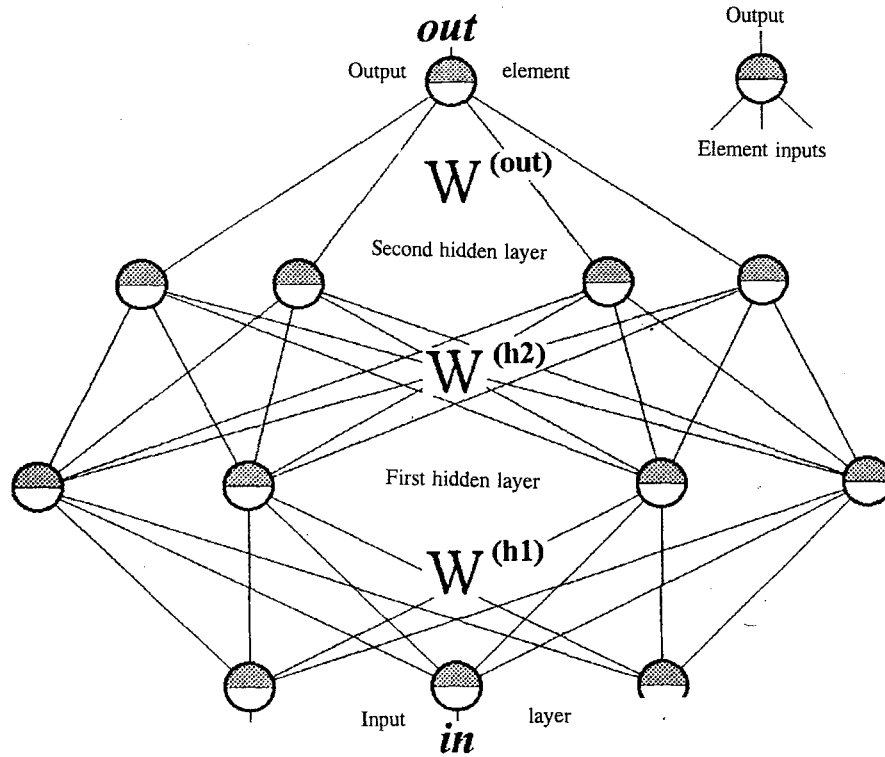 out
Output element
Output
Element inputs
W(out)
Second hidden layer
W(h2)
First hidden layer
W(h1)
Input layer
in